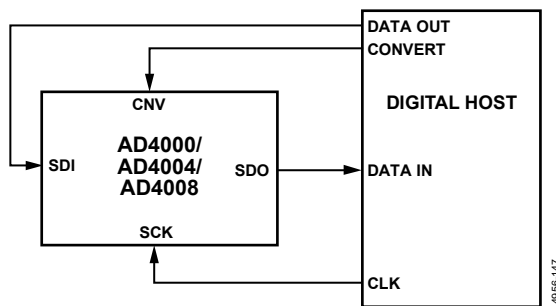 DATA OUT
CONVERT
DIGITAL HOST
CNV
AD4000/
AD4004/
AD4008
SDI
SDO
DATA IN
SCK
CLK